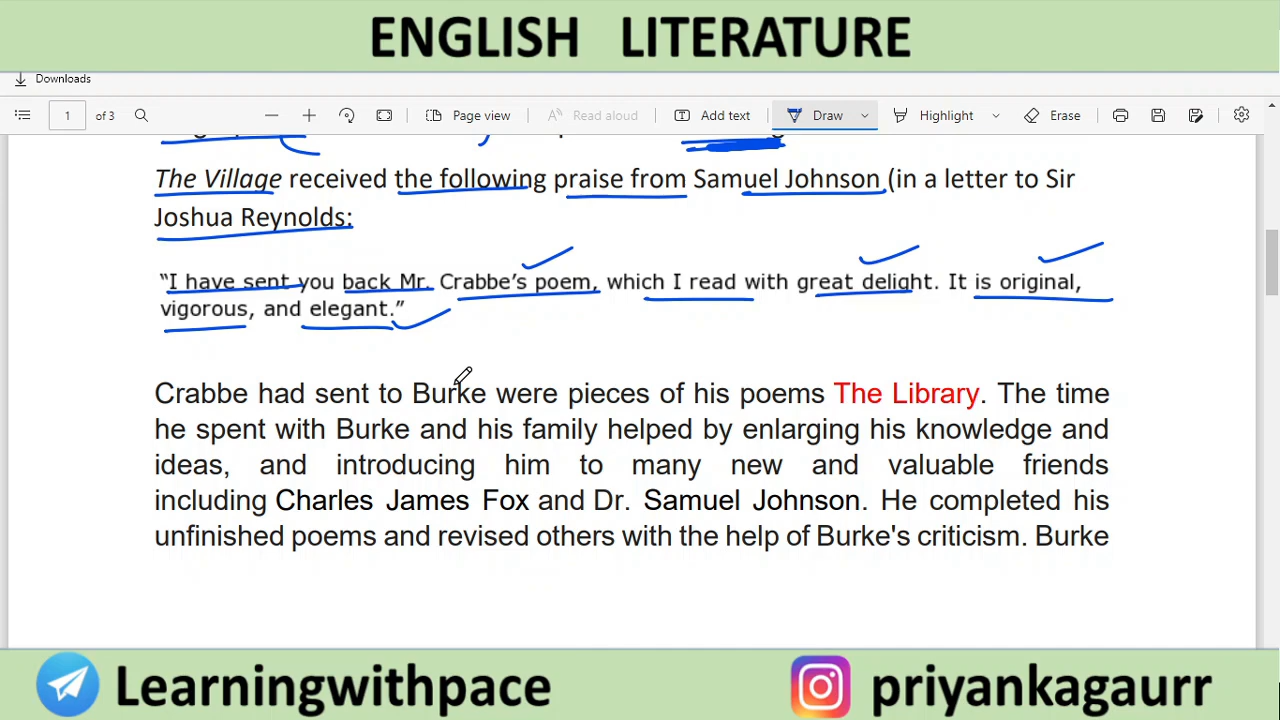 ENGLISH LITERATURE
Downloads
1 of 3 Page view Read aloud Add text Draw Highlight Erase
The Village received the following praise from Samuel Johnson (in a letter to Sir
Joshua Reynolds:
“I have sent you back Mr. Crabbe’s poem, which I read with great delight. It is original,
vigorous, and elegant.”
Crabbe had sent to Burke were pieces of his poems The Library. The time
he spent with Burke and his family helped by enlarging his knowledge and
ideas, and introducing him to many new and valuable friends
including Charles James Fox and Dr. Samuel Johnson. He completed his
unfinished poems and revised others with the help of Burke's criticism. Burke
Learningwithpace priyankagaurr